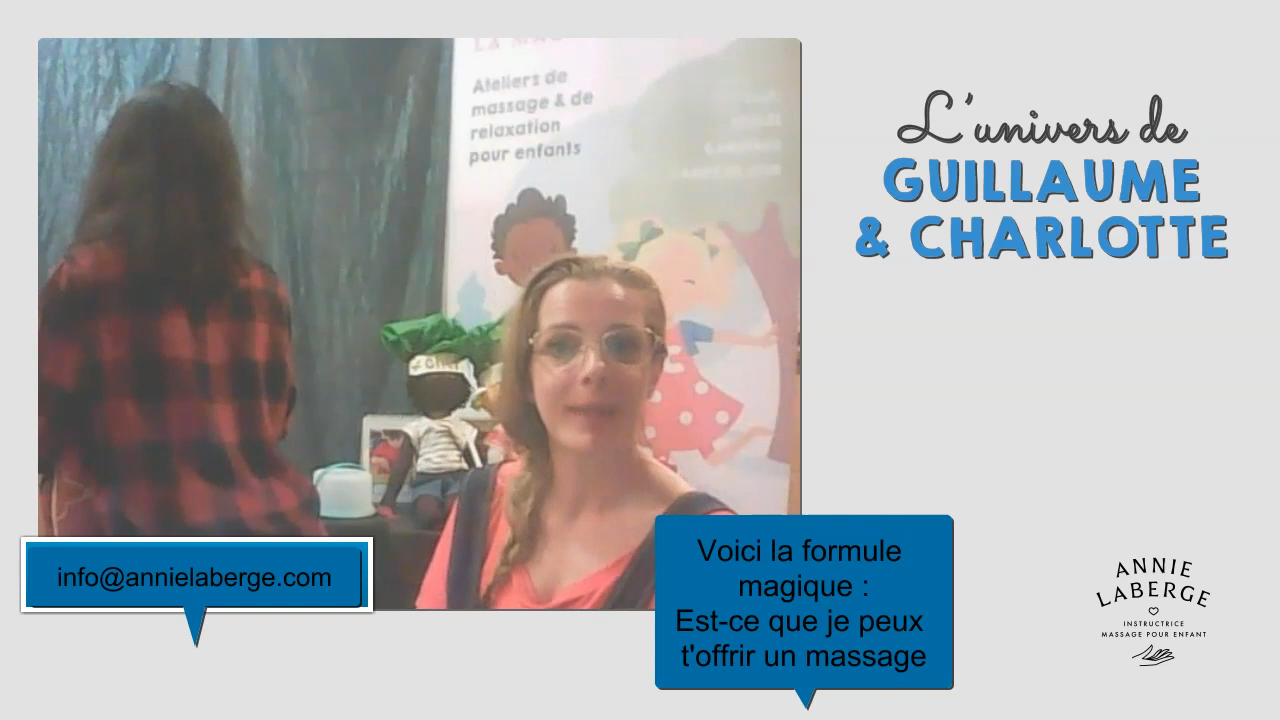 Ateliers de
massage & de
relaxation
pour enfants
L'univers de
GUILLAUME
& CHARLOTTE
info@annielaberge.com
Voici la formule
magique :
Est-ce que je peux
t'offrir un massage
ANNIE
LABERGE
INSTRUCTRICE
MASSAGE POUR ENFANT